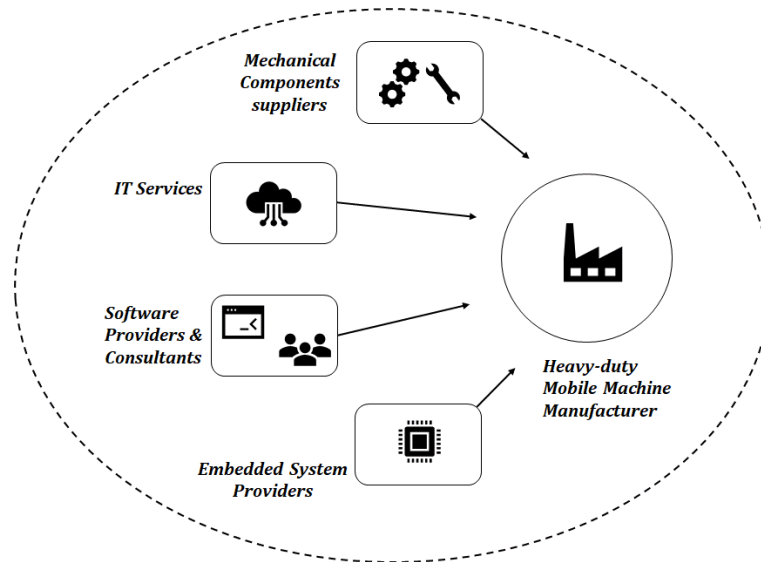 Mechanical
Components
suppliers
IT Services
Software
Providers &
Consultants
Heavy-duty
Mobile Machine
Manufacturer
Embedded System
Providers